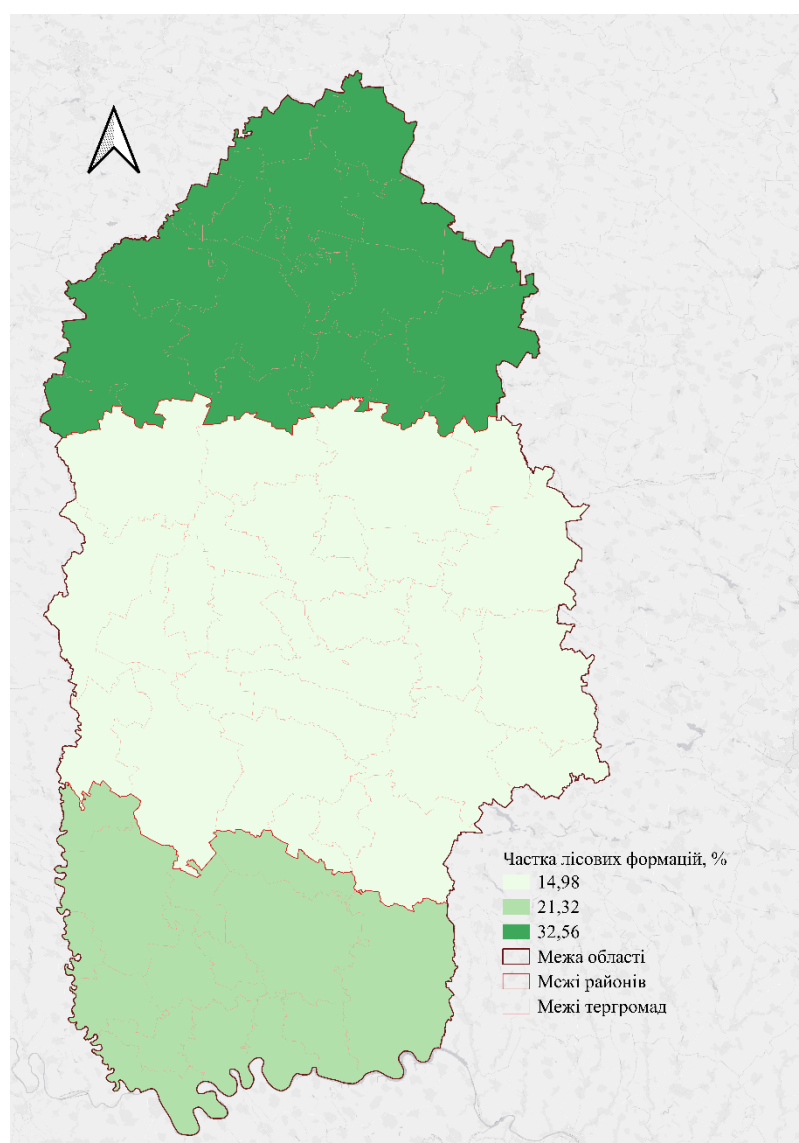 Частка лісових формацій, %
14,98
21,32
32,56
Межа області
Межі районів
Межі тергромад